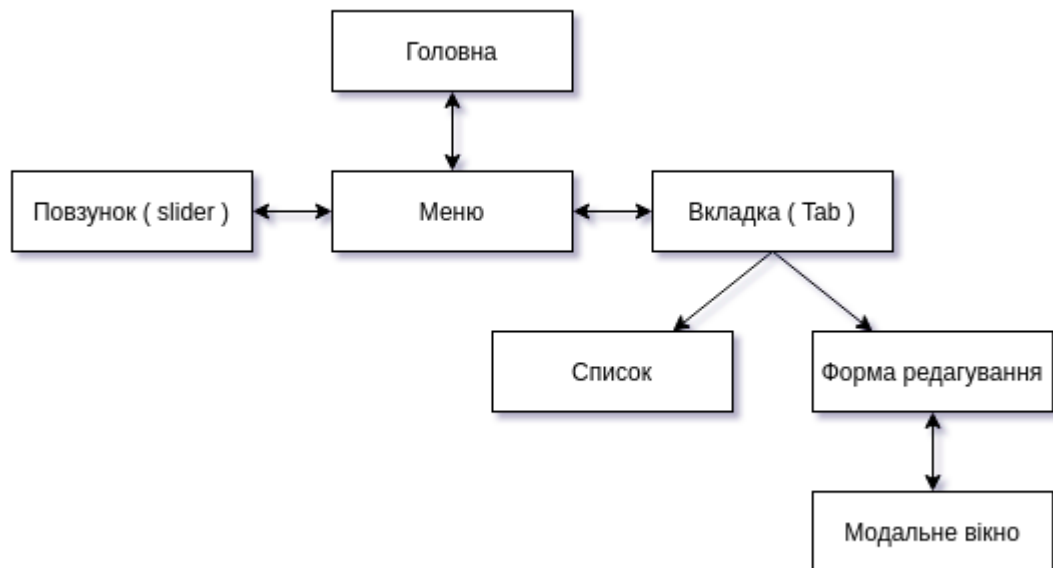 Головна
Повзунок ( slider )
Меню
Вкладка ( Tab )
Список
Форма редагування
Модальне вікно